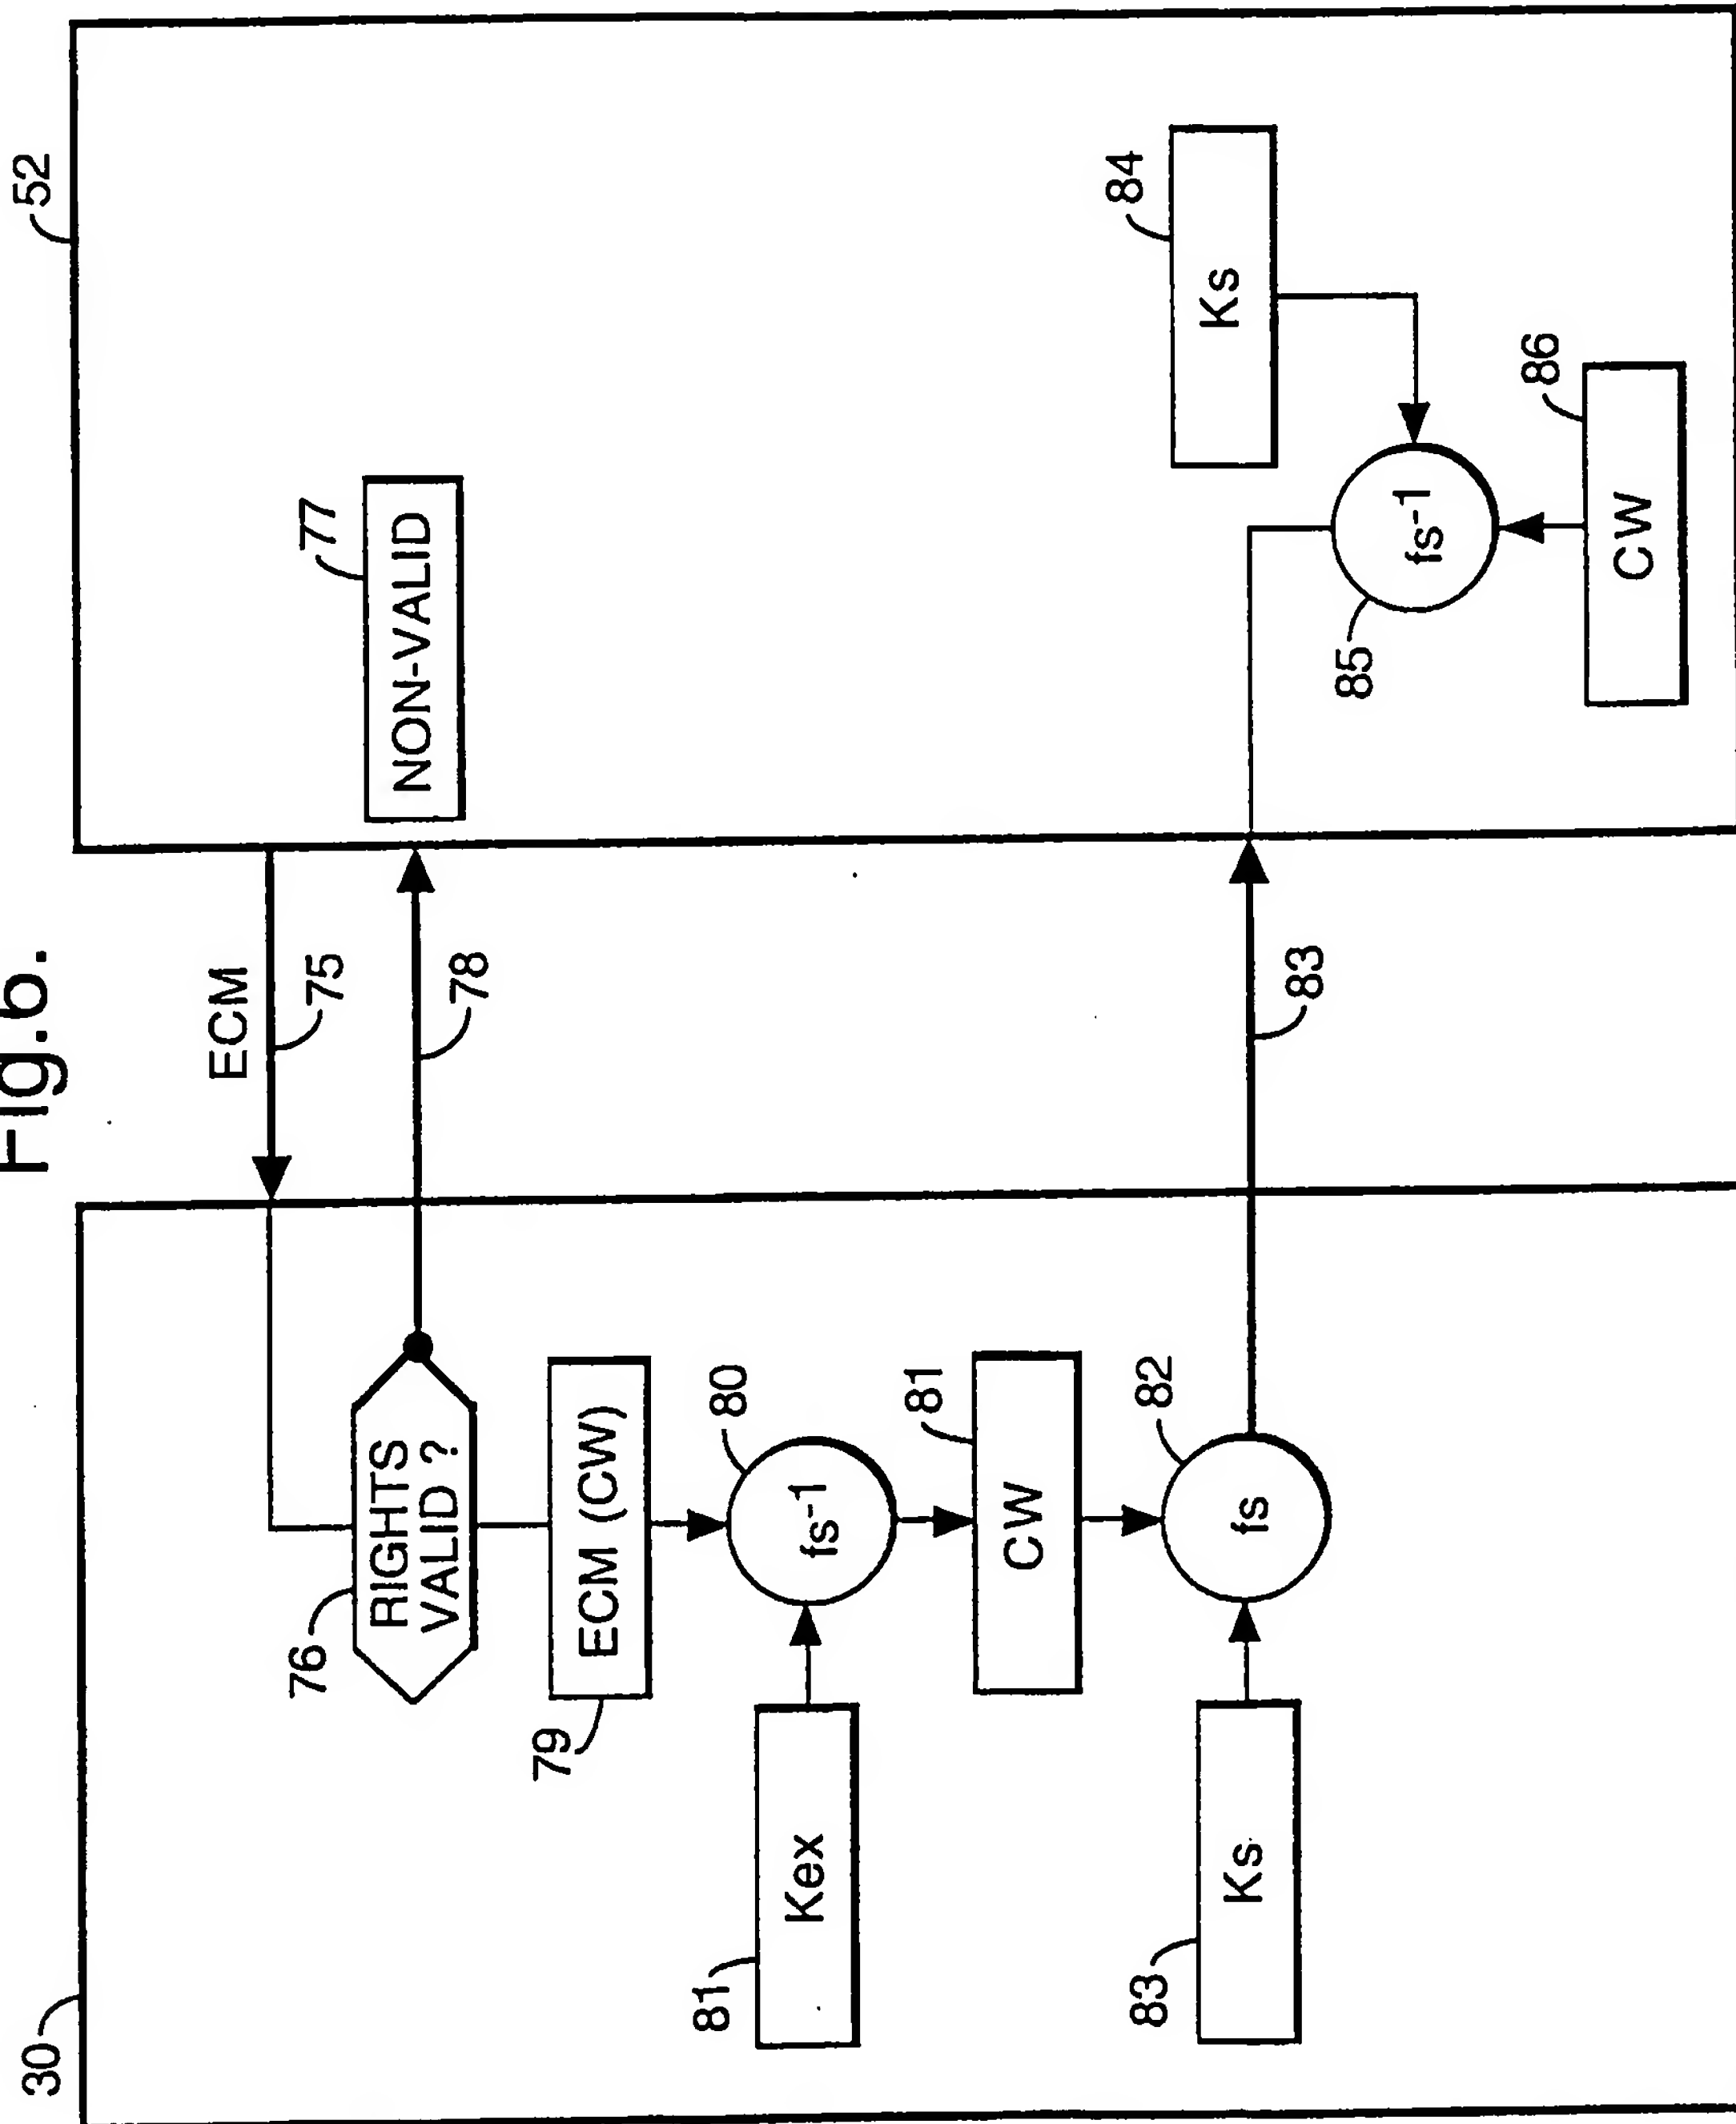 Fig.6.
30
52
ECM
75
76
RIGHTS
VALID ?
78
77
NON-VALID
79
ECM (CW)
80
fs-1
81
Kex
81
CW
82
fs
83
Ks
83
84
Ks
85
fs-1
86
CW